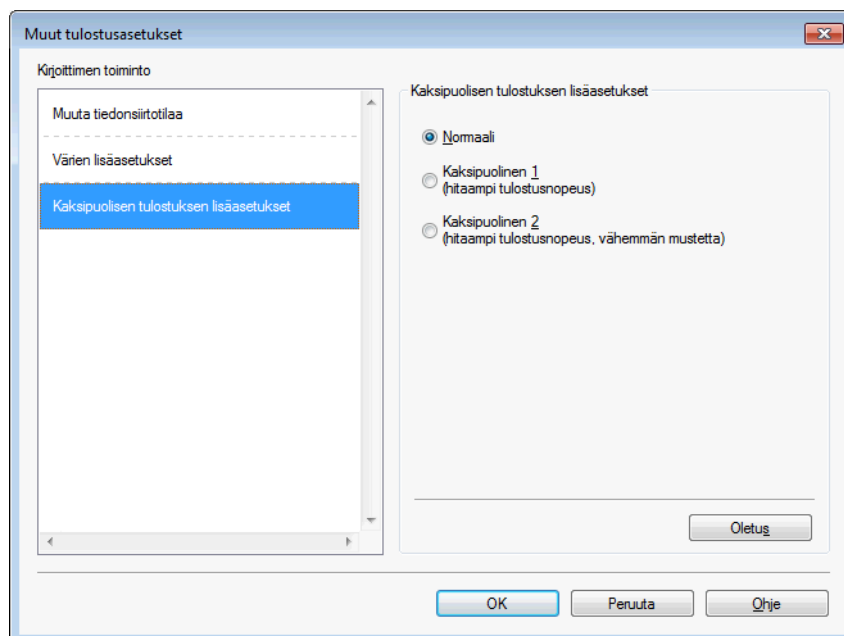 Muut tulostusasetukset
Kirjoittimen toiminto
Muuta tiedonsiirtotilaa
Värien lisäasetukset
Kaksipuolisen tulostuksen lisäasetukset
Kaksipuolisen tulostuksen lisäasetukset
Normaali
Kaksipuolinen 1
(hitaampi tulostusnopeus)
Kaksipuolinen 2
(hitaampi tulostusnopeus, vähemmän mustetta)
Oletus
OK
Peruuta
Ohje